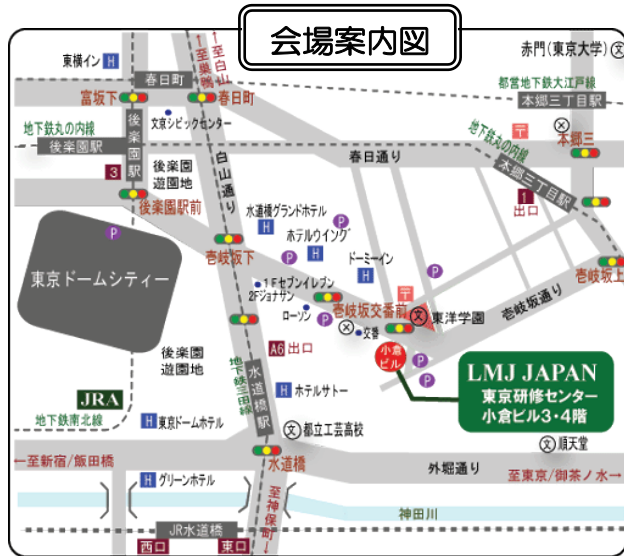 会場案内図
東横イン
H
←至巣鴨
←至白山
赤門(東京大学)
文
春日町
都営地下鉄大江戸線
本郷三丁目駅
富坂下
春日町
文京シビックセンター
地下鉄丸の内線
後楽園駅
後楽園駅
〒
本郷三
春日通り
地下鉄丸の内線
本郷三丁目駅
3
後楽園
遊園地
白山通り
1
出口
後楽園駅前
水道橋グランドホテル
H
P
ホテルウイング
H
P
東京ドームシティー
壱岐坂下
P
ドーミーイン
H
P
壱岐坂上
1Fセブンイレブン
2Fジョナサン
ローソン
P
〒
壱岐坂交番前
文
東洋学園
壱岐坂通り
交番
後楽園
遊園地
A6
出口
小倉
ビル
P
P
LMJ JAPAN
東京研修センター
小倉ビル3・4階
JRA
地下鉄三田線
水道橋駅
H
ホテルサトー
地下鉄南北線
H
東京ドームホテル
文
都立工芸高校
文
順天堂
←至新宿/飯田橋
水道橋
外堀通り
至東京/御茶ノ水→
H
グリーンホテル
至神保町→
神田川
JR水道橋
西口
東口